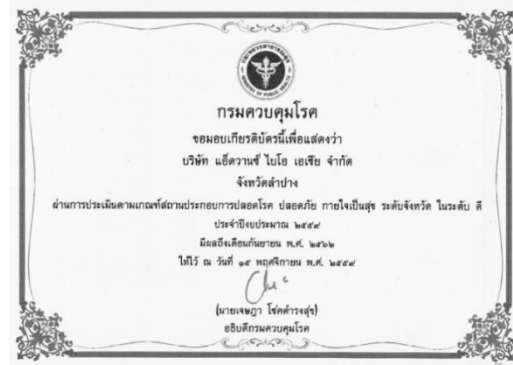 MINISTRY OF PUBLIC HEALTH
กรมควบคุมโรค
ขอมอบเกียรติบัตรนี้เพื่อแสดงว่า
บริษัท แอ็ดวานซ์ ไบโอ เอเชีย จำกัด
จังหวัดลำปาง
ผ่านการประเมินตามเกณฑ์สถานประกอบการปลอดโรค ปลอดภัย กายใจเป็นสุข ระดับจังหวัด ในระดับ ดี
ประจำปีงบประมาณ ๒๕๕๙
มีผลถึงเดือนกันยายน พ.ศ. ๒๕๖๒
ให้ไว้ ณ วันที่ ๑๕ พฤศจิกายน พ.ศ. ๒๕๕๙
(นายเจษฎา โชคดำรงสุข)
อธิบดีกรมควบคุมโรค